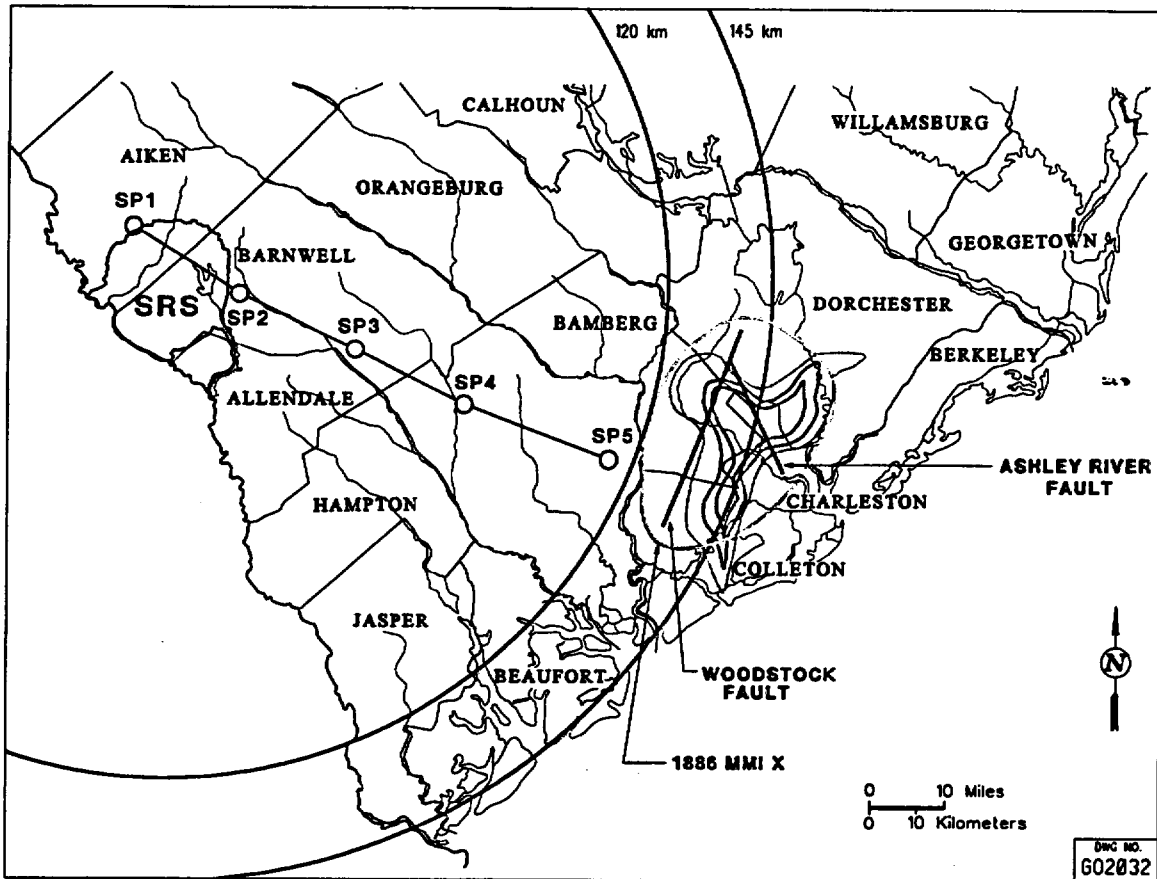 120 km
145 km
CALHOUN
WILLAMSBURG
AIKEN
ORANGEBURG
SP1
GEORGETOWN
BARNWELL
SRS
SP2
DORCHESTER
SP3
BAMBERG
BERKELEY
ALLENDALE
SP4
SP5
ASHLEY RIVER
FAULT
HAMPTON
CHARLESTON
COLLETON
JASPER
BEAUFORT
WOODSTOCK
FAULT
N
1886 MMI X
0 10 Miles
0 10 Kilometers
DWG NO.
G02032